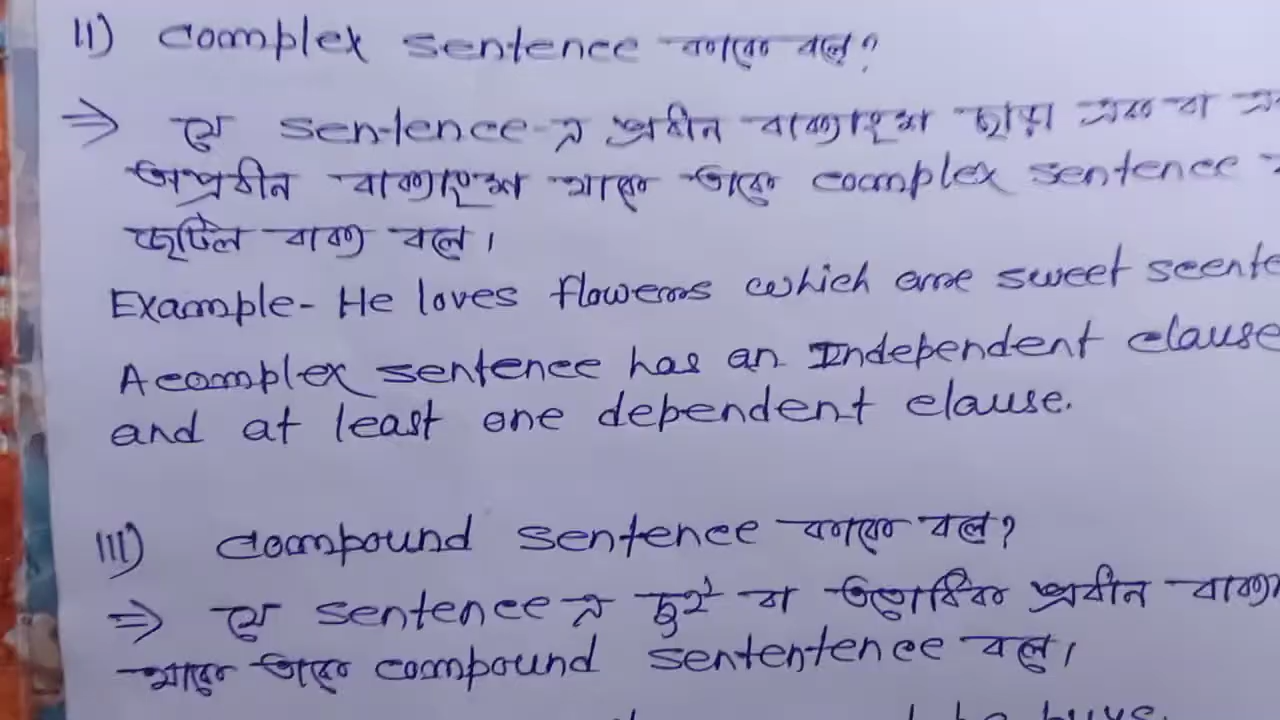 II) complex sentence কাকে বলে?
⇒ যে sentence-এ প্রধান বাক্যাংশ ছাড়া এক বা
অপ্রধান বাক্যাংশ থাকে তাকে complex sentence
জটিল বাক্য বলে।
Example- He loves flowers which are sweet scente
A complex sentence has an Independent clause
and at least one dependent clause.
III) compound sentence কাকে বলে?
⇒ যে sentence এ দুই বা ততোধিক প্রধান বাক্য
থাকে তাকে compound sententence বলে।
buys.